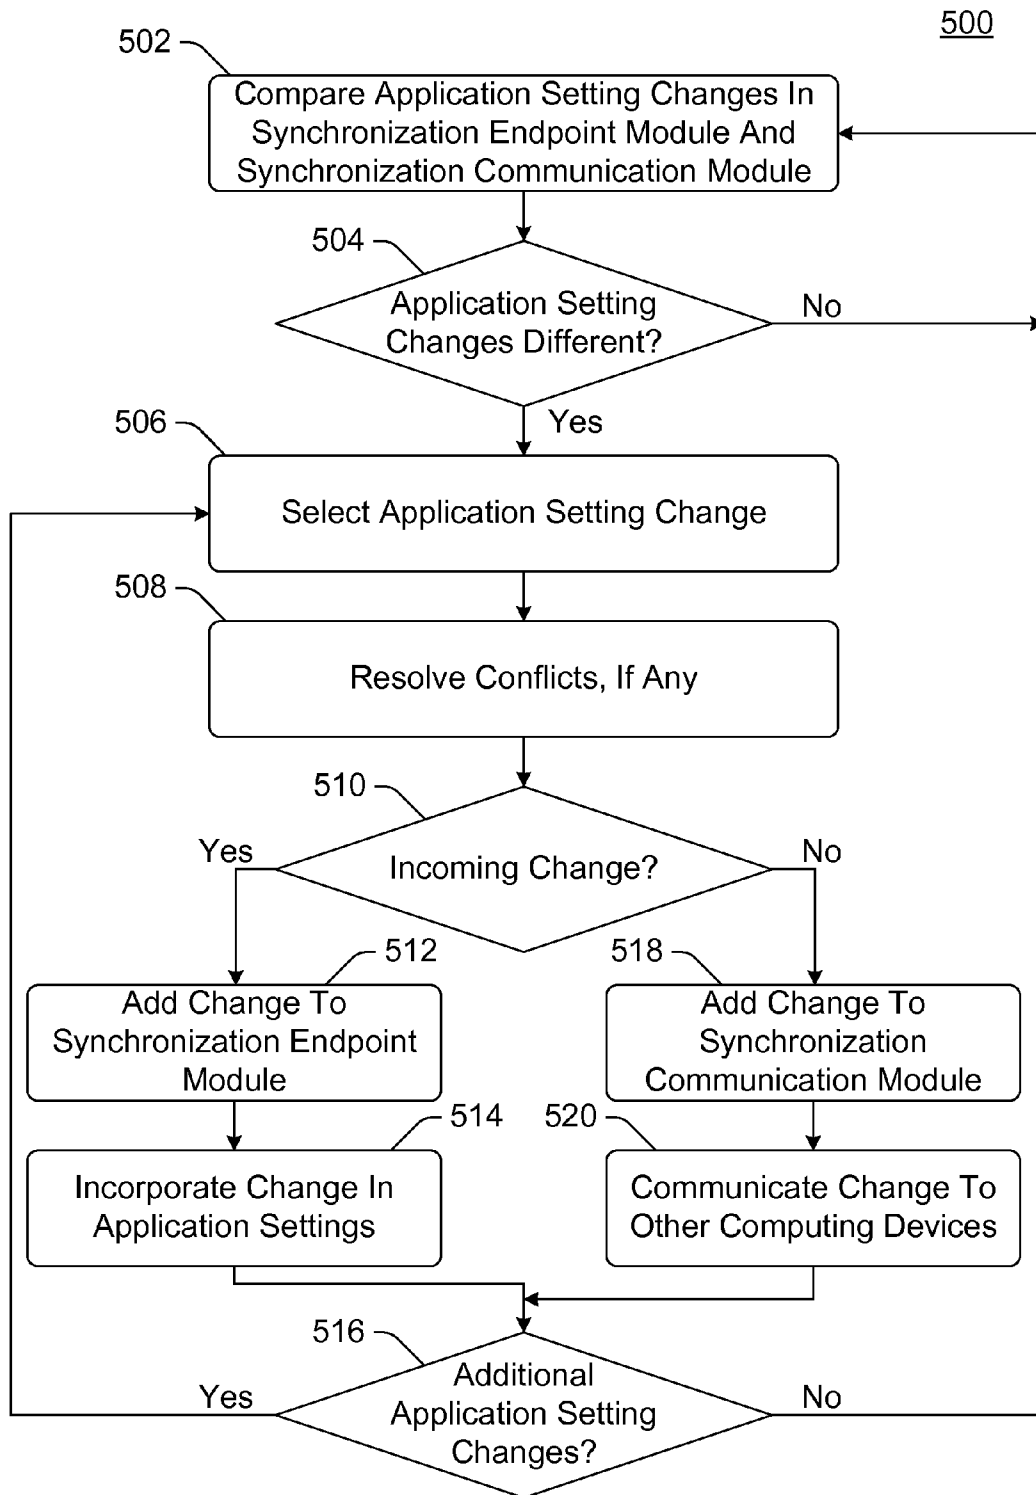 500
502
Compare Application Setting Changes In
Synchronization Endpoint Module And
Synchronization Communication Module
504
Application Setting
Changes Different?
No
Yes
506
Select Application Setting Change
508
Resolve Conflicts, If Any
510
Incoming Change?
Yes
No
512
Add Change To
Synchronization Endpoint
Module
518
Add Change To
Synchronization
Communication Module
514
Incorporate Change In
Application Settings
520
Communicate Change To
Other Computing Devices
516
Additional
Application Setting
Changes?
Yes
No